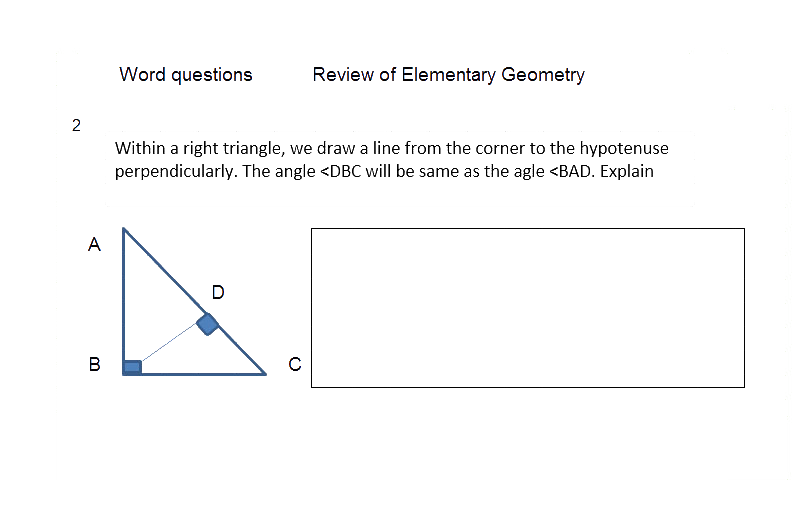 Word questions Review of Elementary Geometry
2
Within a right triangle, we draw a line from the corner to the hypotenuse
perpendicularly. The angle <DBC will be same as the agle <BAD. Explain
A
D
B
C